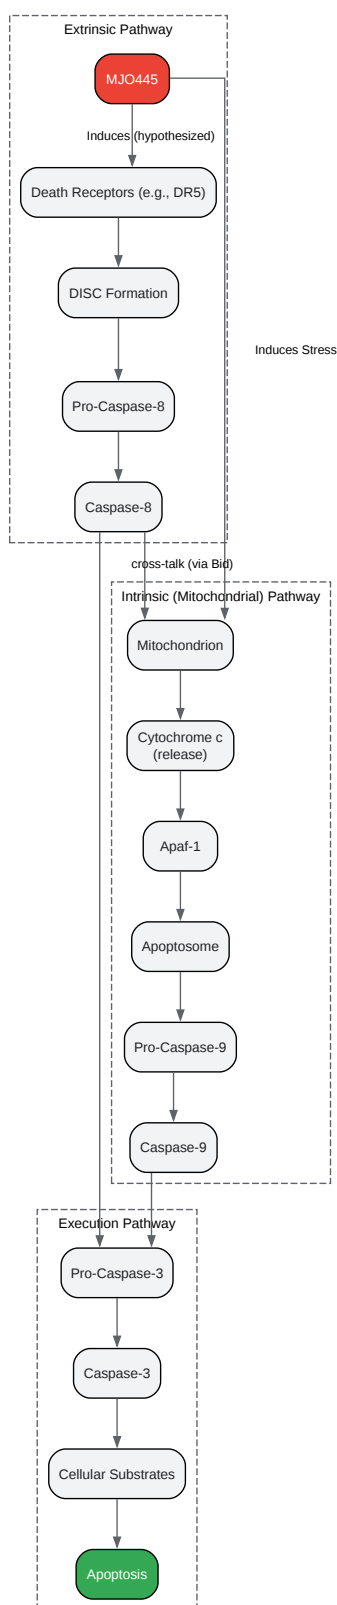 Extrinsic Pathway
MJO445
Induces (hypothesized)
Death Receptors (e.g., DR5)
DISC Formation
Induces Stress
Pro-Caspase-8
Caspase-8
cross-talk (via Bid)
Intrinsic (Mitochondrial) Pathway
Mitochondrion
Cytochrome c
(release)
Apaf-1
Apoptosome
Pro-Caspase-9
Caspase-9
Execution Pathway
Pro-Caspase-3
Caspase-3
Cellular Substrates
Apoptosis